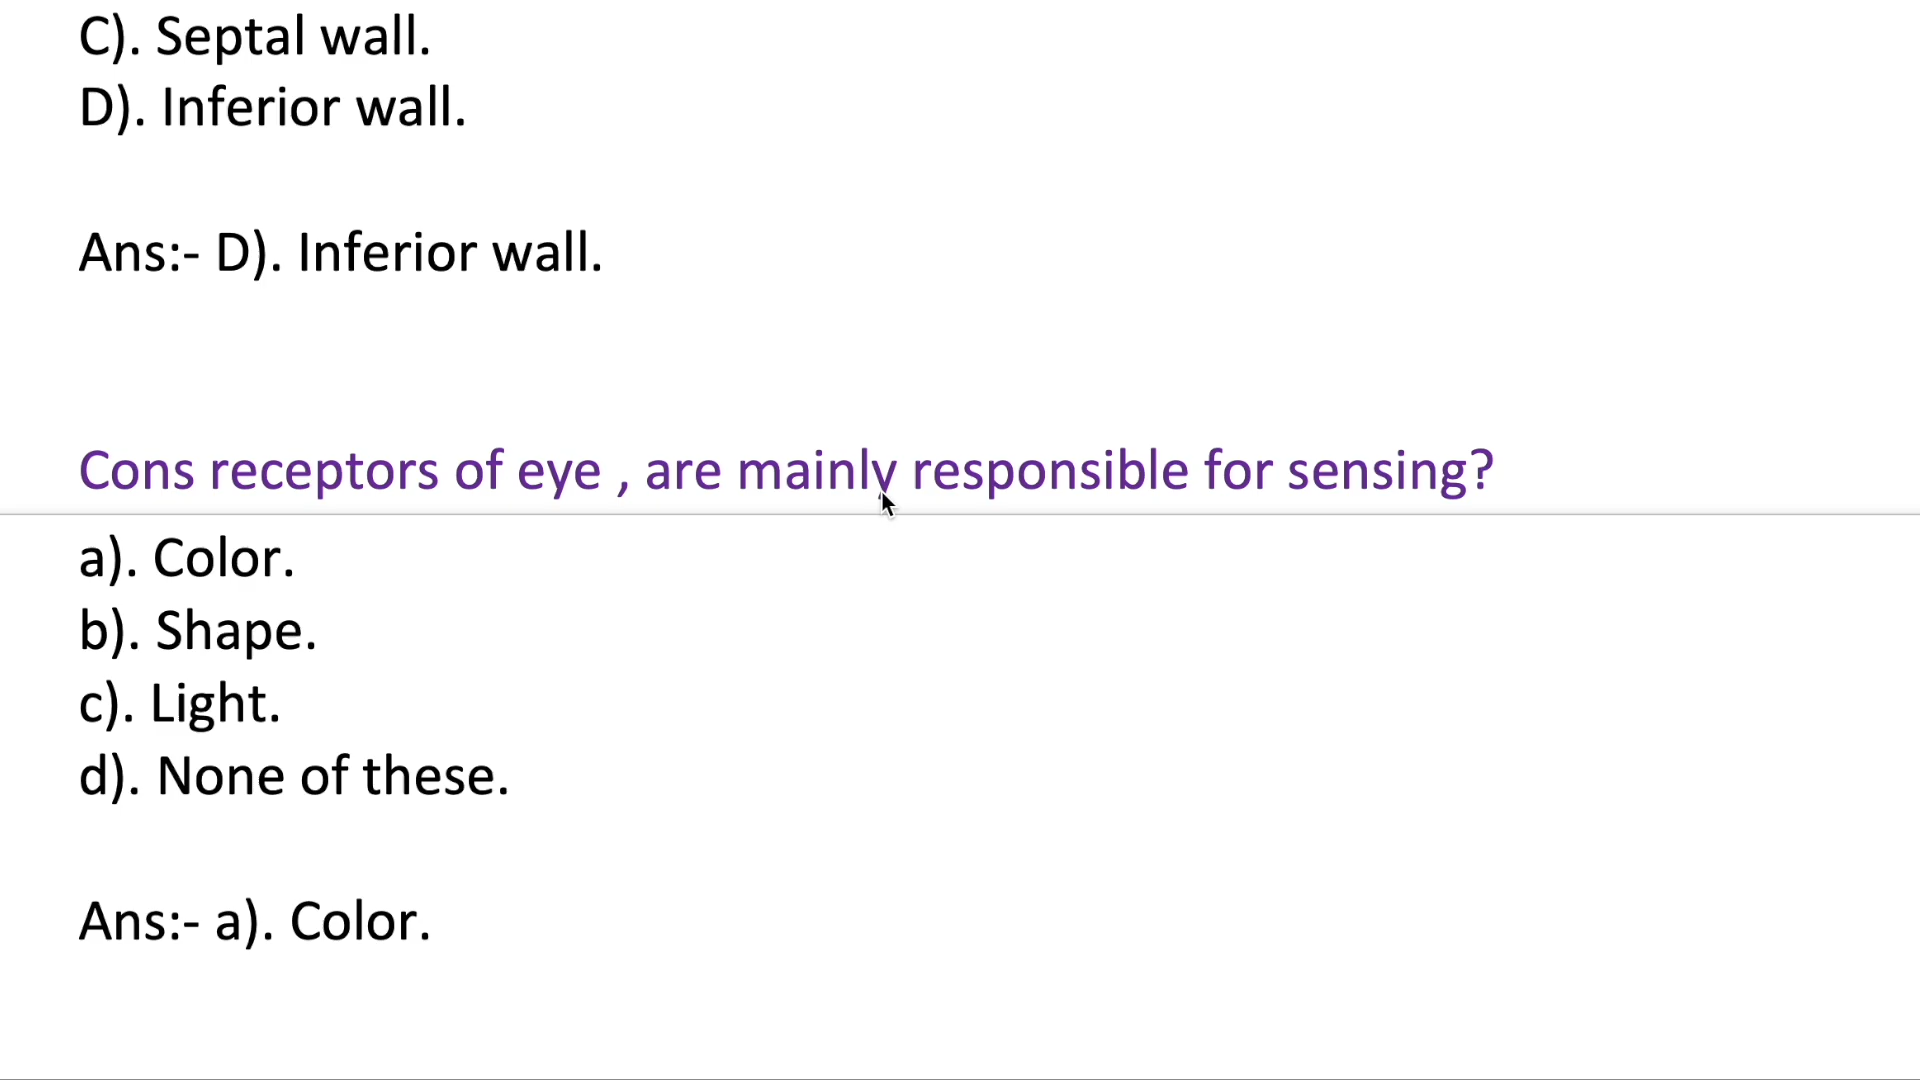 C). Septal wall.
D). Inferior wall.
Ans:- D). Inferior wall.
Cons receptors of eye , are mainly responsible for sensing?
a). Color.
b). Shape.
c). Light.
d). None of these.
Ans:- a). Color.